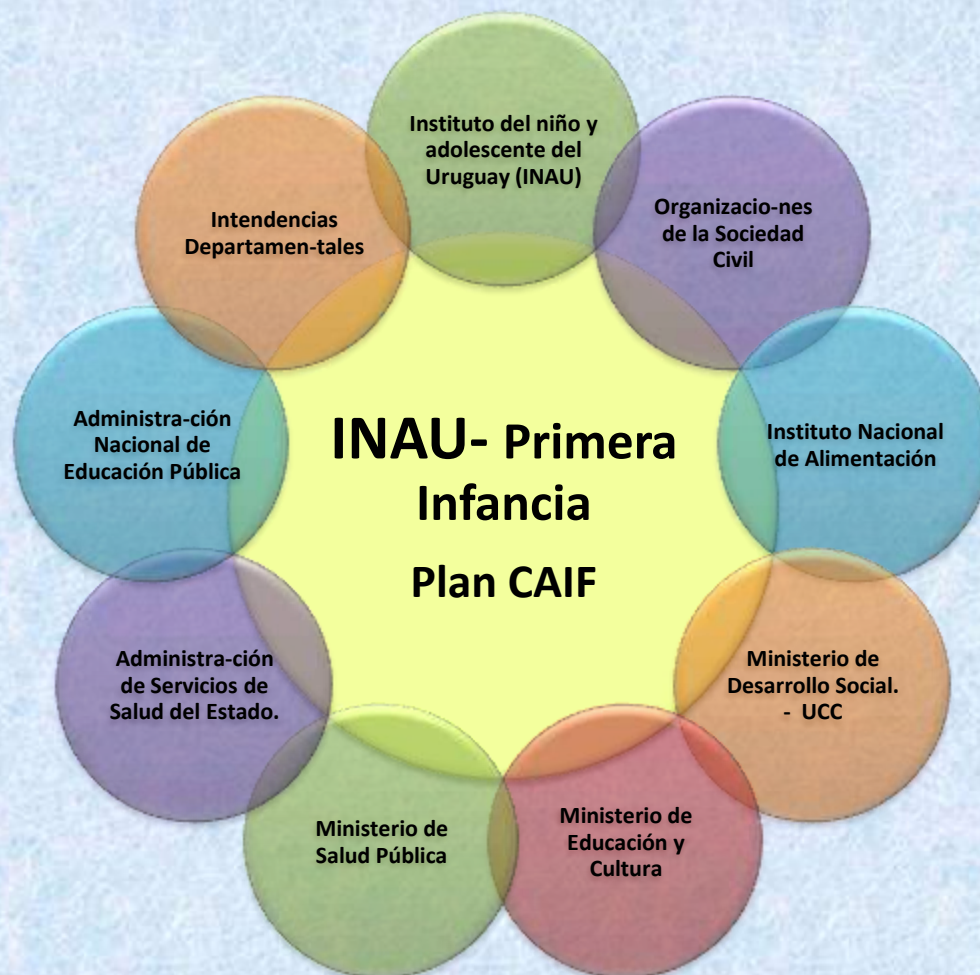 Instituto del niño y
adolescente del
Uruguay (INAU)
Organizacio-nes
de la Sociedad
Civil
Instituto Nacional
de Alimentación
Ministerio de
Desarrollo Social.
- UCC
Ministerio de
Educación y
Cultura
Ministerio de
Salud Pública
Administra-ción
de Servicios de
Salud del Estado.
Administra-ción
Nacional de
Educación Pública
Intendencias
Departamen-tales
INAU- Primera
Infancia
Plan CAIF